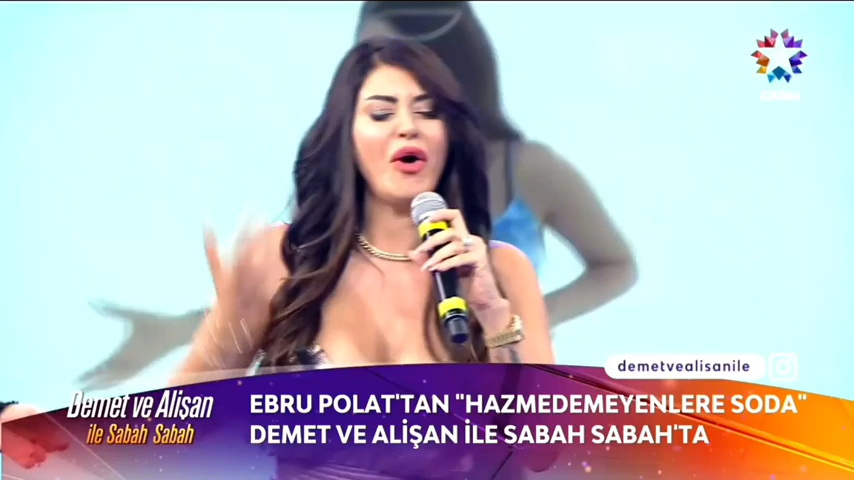 CANLI
demetvealisanile
Demet ve Alişan
ile Sabah Sabah
EBRU POLAT'TAN "HAZMEDEMEYENLERE SODA"
DEMET VE ALİŞAN İLE SABAH SABAH'TA